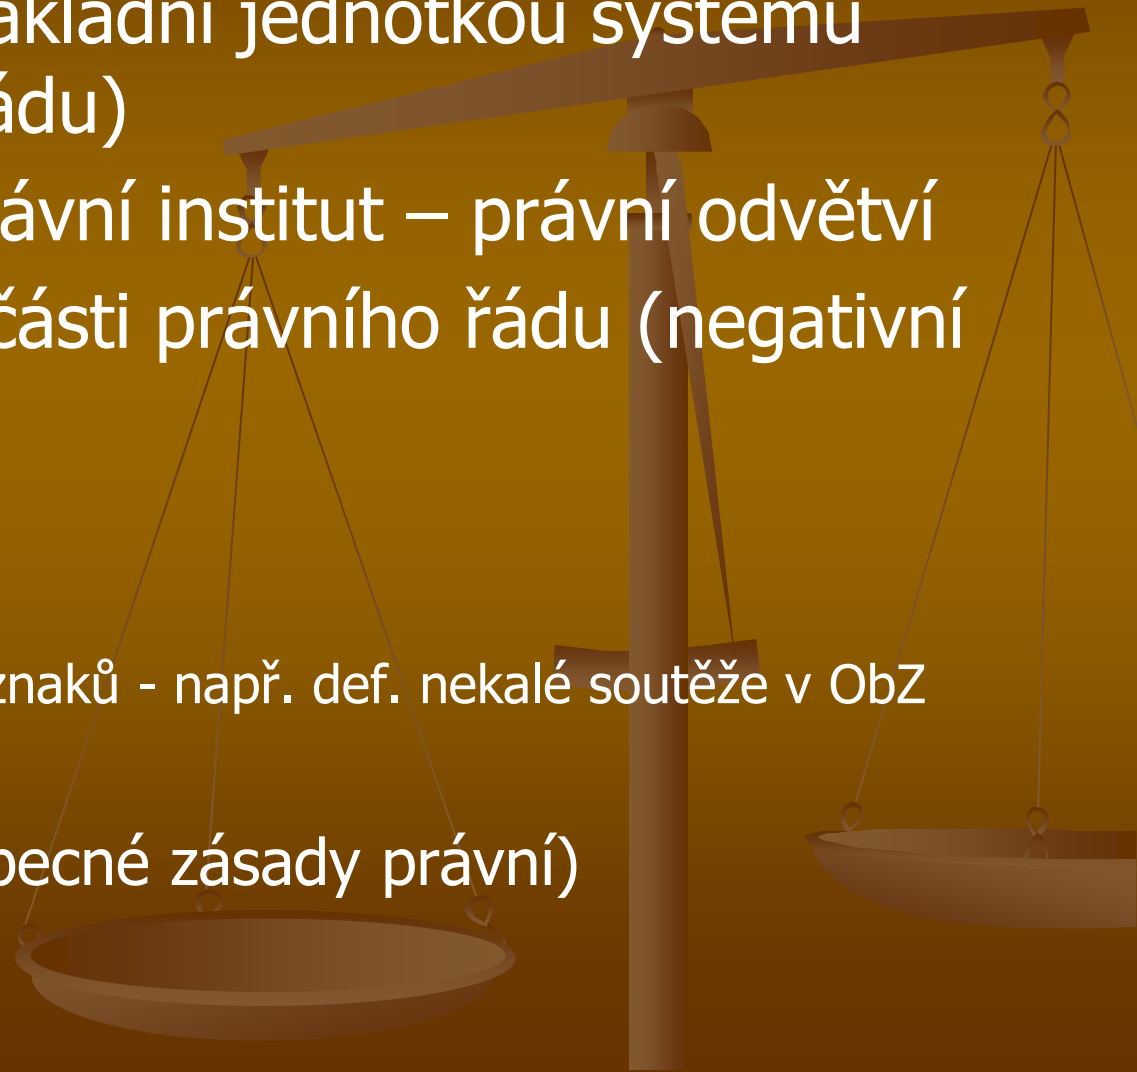 ákladní jednotkou systému
ádu)
ávní institut – právní odvětví
části právního řádu (negativní
znaků - např. def. nekalé soutěže v ObZ
becné zásady právní)